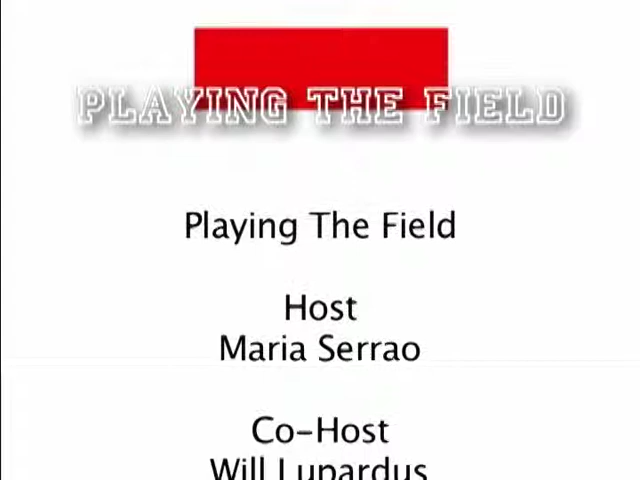 PLAYING THE FIELD
Playing The Field
Host
Maria Serrao
Co-Host
Will Lupardus